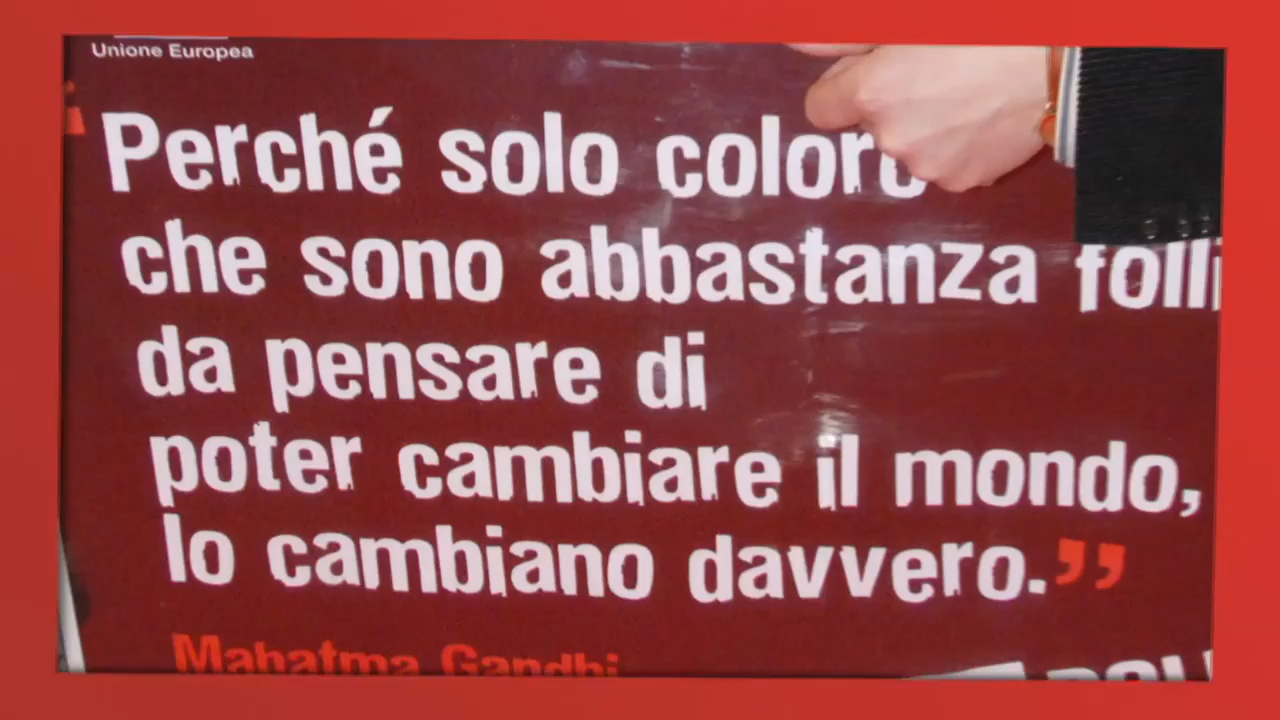 Unione Europea
Perché solo coloro
che sono abbastanza folli
da pensare di
poter cambiare il mondo,
lo cambiano davvero.”
Mahatma Gandhi